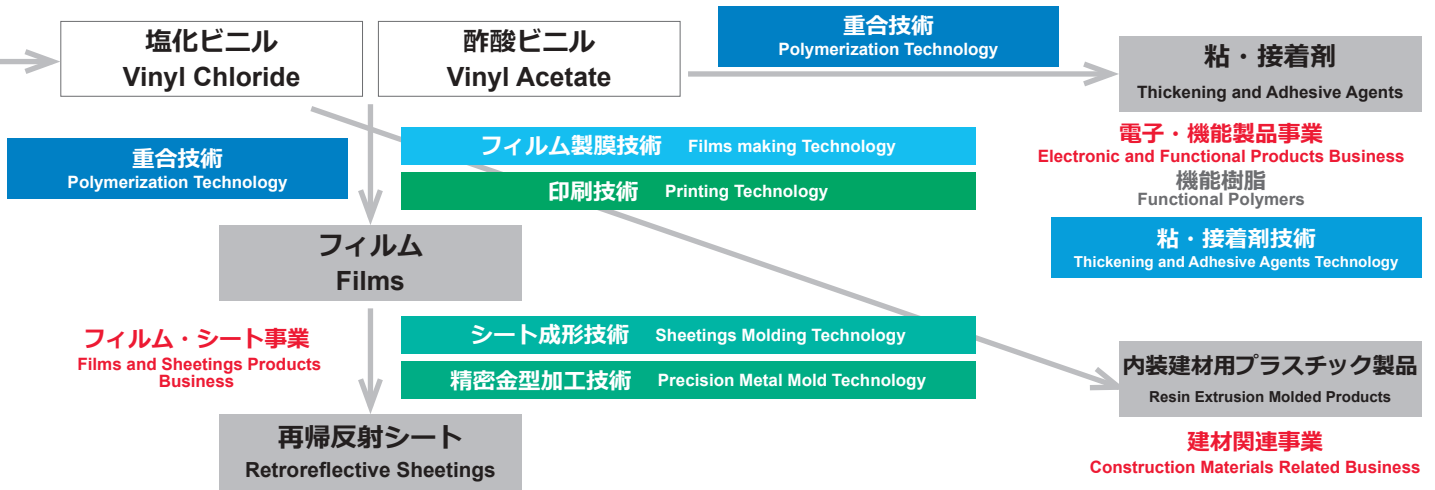 塩化ビニル
Vinyl Chloride
酢酸ビニル
Vinyl Acetate
重合技術
Polymerization Technology
粘・接着剤
Thickening and Adhesive Agents
電子・機能製品事業
Electronic and Functional Products Business
機能樹脂
Functional Polymers
粘・接着剤技術
Thickening and Adhesive Agents Technology
重合技術
Polymerization Technology
フィルム製膜技術 Films making Technology
印刷技術 Printing Technology
フィルム
Films
フィルム・シート事業
Films and Sheetings Products
Business
シート成形技術 Sheetings Molding Technology
精密金型加工技術 Precision Metal Mold Technology
再帰反射シート
Retroreflective Sheetings
内装建材用プラスチック製品
Resin Extrusion Molded Products
建材関連事業
Construction Materials Related Business